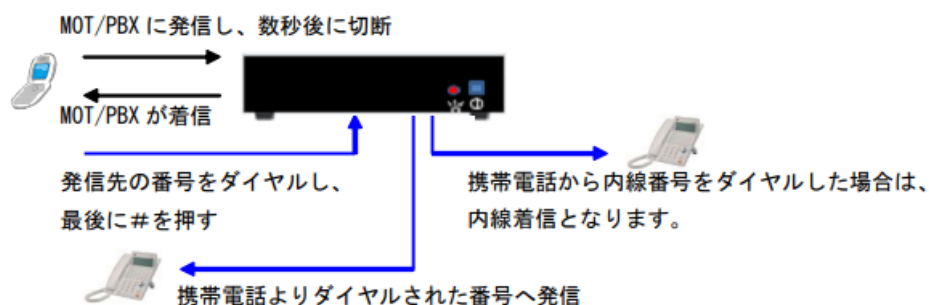 MOT/PBX に発信し、数秒後に切断
MOT/PBX が着信
発信先の番号をダイヤルし、
最後に＃を押す
携帯電話から内線番号をダイヤルした場合は、
内線着信となります。
携帯電話よりダイヤルされた番号へ発信